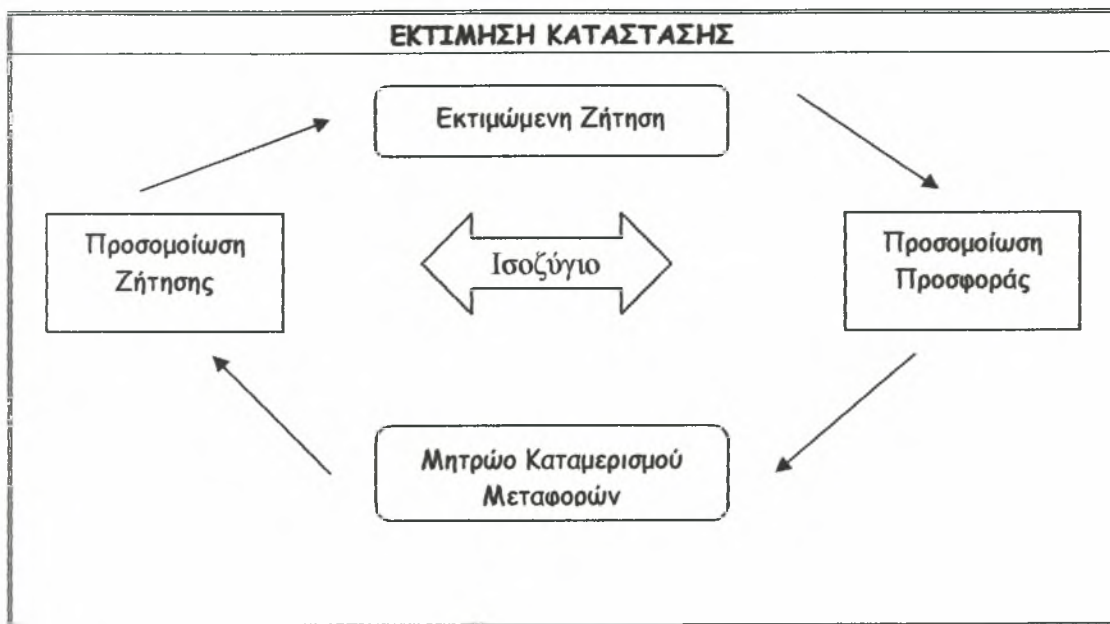 ΕΚΤΙΜΗΣΗ ΚΑΤΑΣΤΑΣΗΣ
Εκτιμώμενη Ζήτηση
Προσομοίωση
Ζήτησης
Ισοζύγιο
Προσομοίωση
Προσφοράς
Μητρώο Καταμερισμού
Μεταφορών